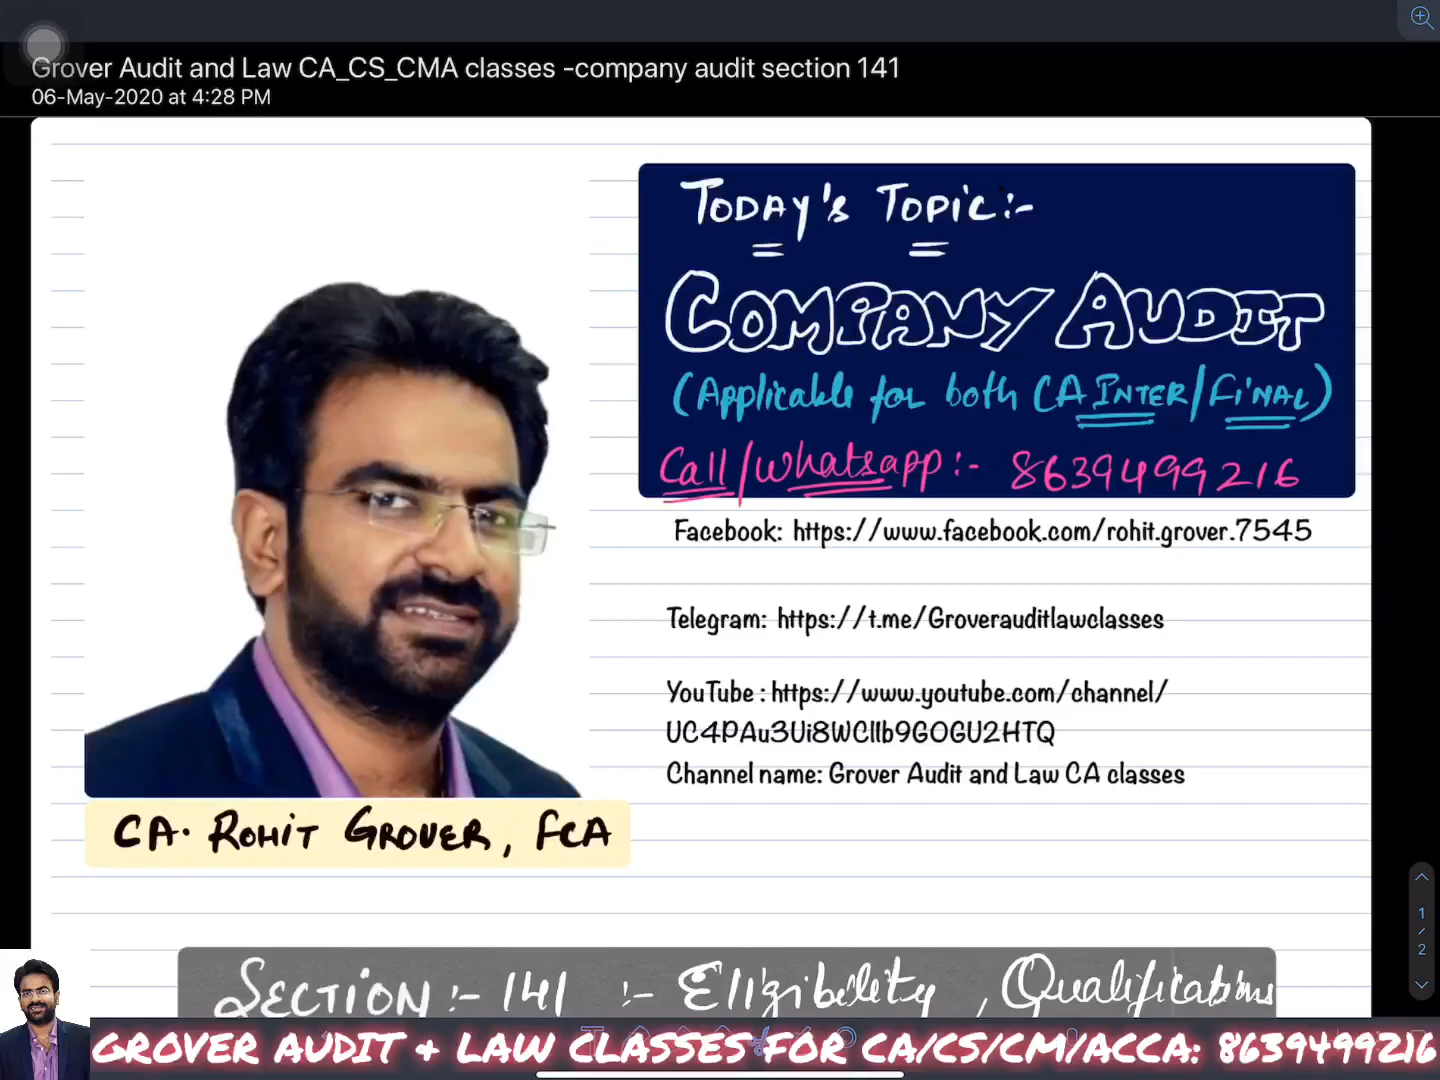 Grover Audit and Law CA_CS_CMA classes -company audit section 141
06-May-2020 at 4:28 PM
TODAY'S TOPIC:-
COMPANY AUDIT
(Applicable for both CA INTER/FINAL)
Call/Whatsapp:- 8639499216
Facebook: https://www.facebook.com/rohit.grover.7545
Telegram: https://t.me/Groverauditlawclasses
YouTube : https://www.youtube.com/channel/
UC4PAu3Ui8WCIIb9GOGU2HTQ
Channel name: Grover Audit and Law CA classes
CA. ROHIT GROVER, FCA
1
/
2
SECTION:- 141 :- Eligibility, Qualifications
GROVER AUDIT & LAW CLASSES FOR CA/CS/CM/ACCA: 8639499216